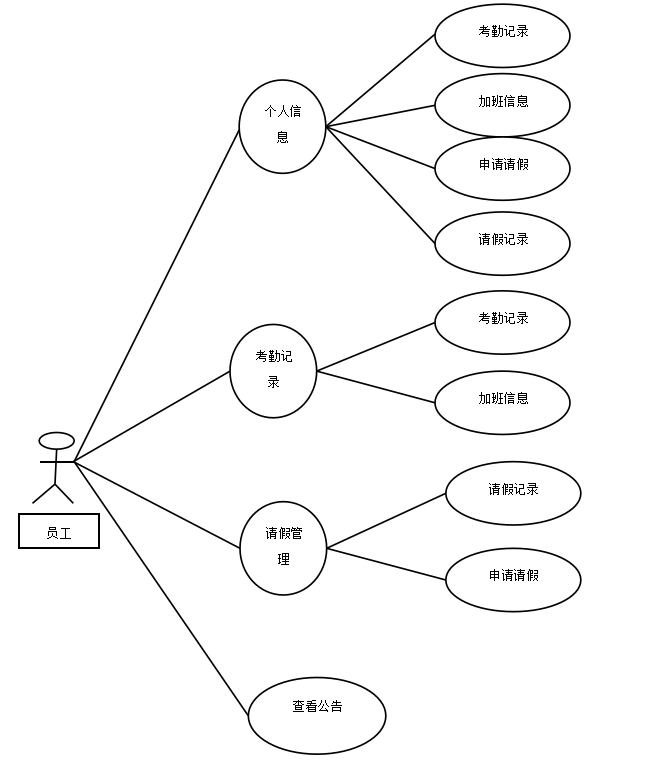 考勤记录
个人信
息
加班信息
申请请假
请假记录
考勤记
录
考勤记录
加班信息
员工
请假管
理
请假记录
申请请假
查看公告